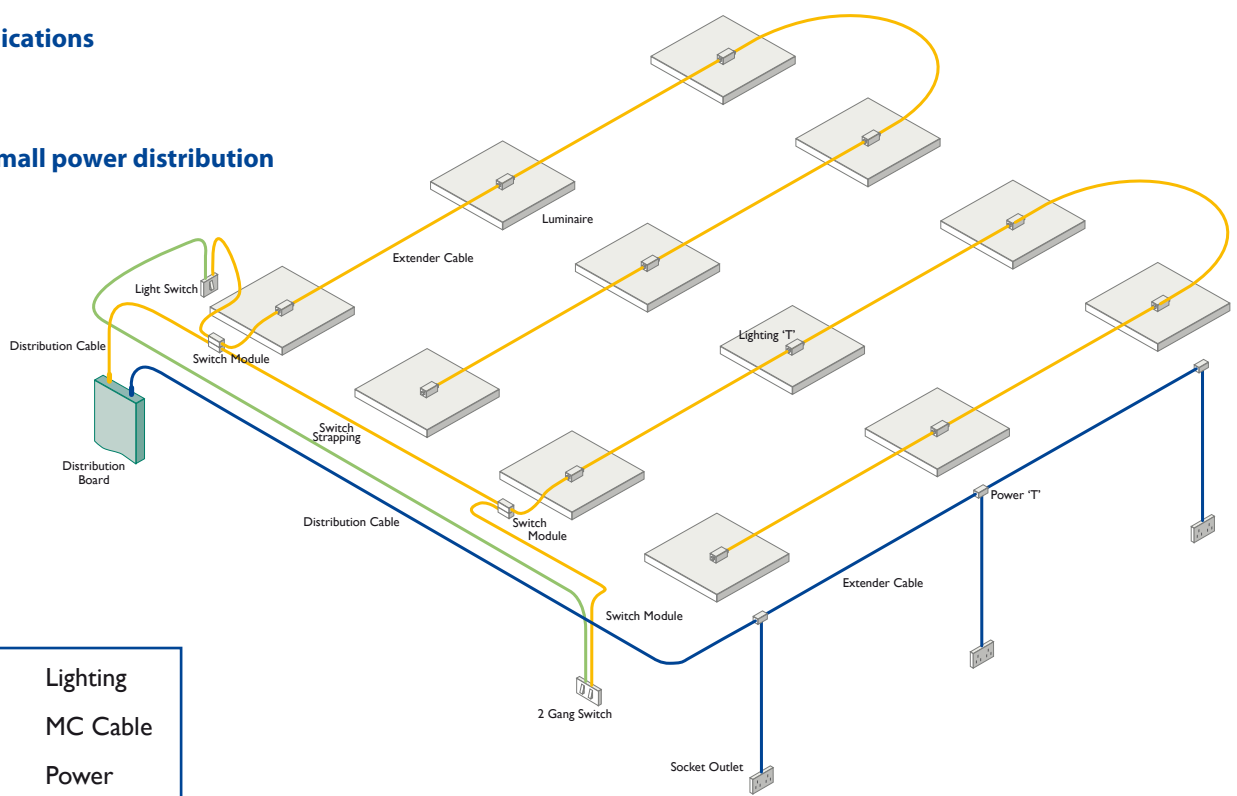 ications
mall power distribution
Luminaire
Extender Cable
Light Switch
Distribution Cable
Switch Module
Lighting 'T'
Switch
Strapping
Distribution
Board
Distribution Cable
Switch
Module
Power 'T'
Extender Cable
Switch Module
2 Gang Switch
Socket Outlet
Lighting
MC Cable
Power